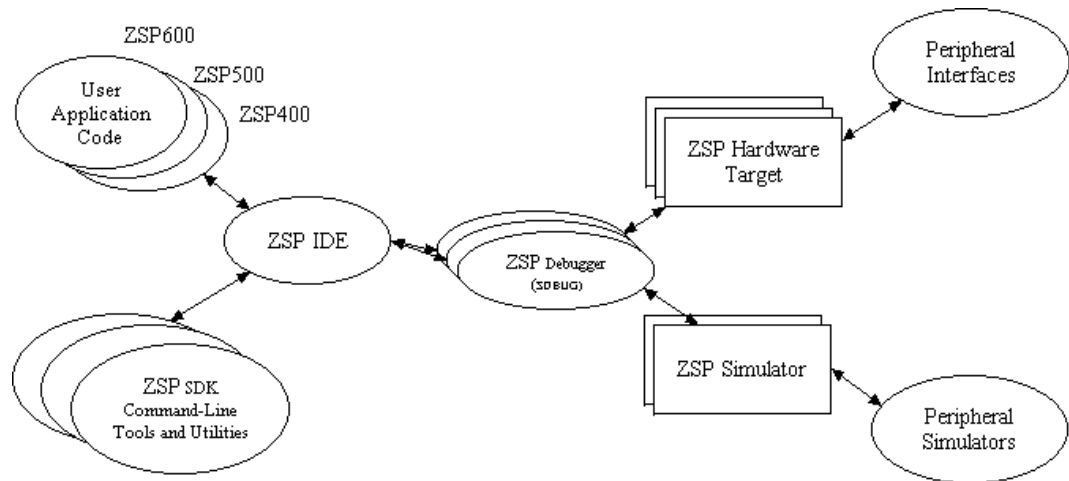 ZSP600
ZSP500
ZSP400
User
Application
Code
ZSP IDE
ZSP SDK
Command-Line
Tools and Utilities
ZSP Debugger
(SDBUG)
ZSP Hardware
Target
Peripheral
Interfaces
ZSP Simulator
Peripheral
Simulators